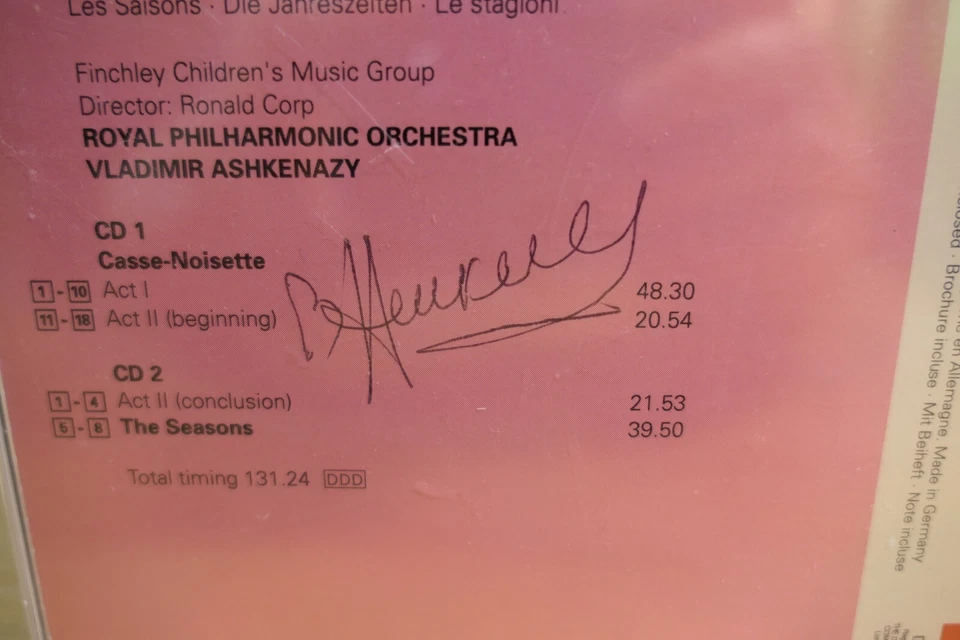 Les Saisons · Die Jahreszeiten · Le stagioni
Finchley Children's Music Group
Director: Ronald Corp
ROYAL PHILHARMONIC ORCHESTRA
VLADIMIR ASHKENAZY
CD 1
Casse-Noisette
1 - 10 Act I 48.30
11 - 18 Act II (beginning) 20.54
CD 2
1 - 4 Act II (conclusion) 21.53
5 - 8 The Seasons 39.50
Total timing 131.24 DDD
en Allemagne. Made in Germany
· Brochure incluse · Mit Beiheft · Note incluse